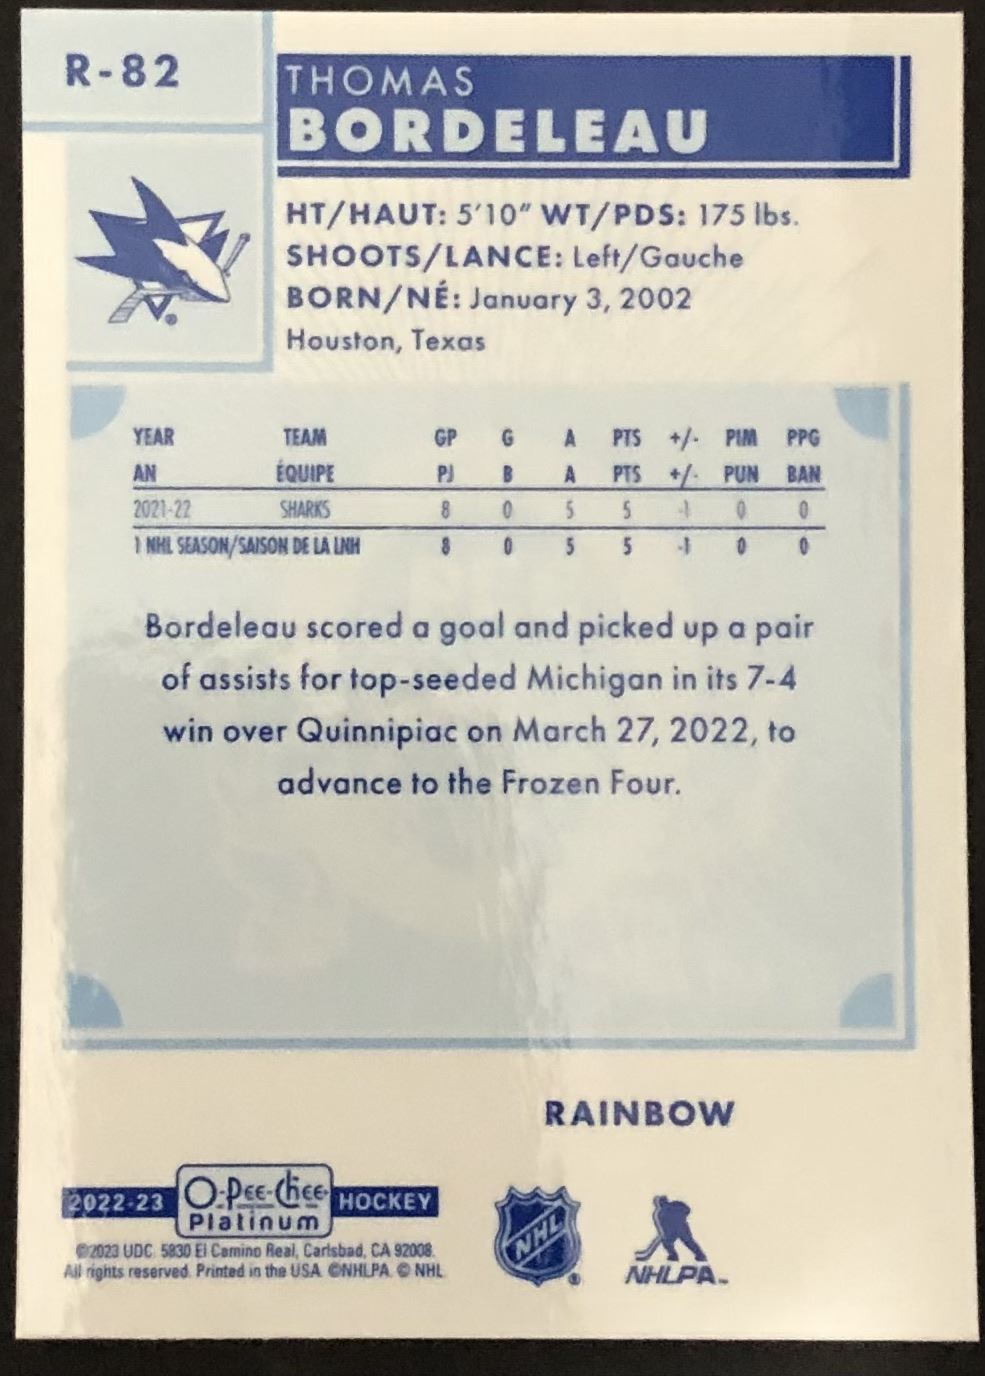 R-82
THOMAS
BORDELEAU
HT/HAUT: 5'10" WT/PDS: 175 lbs.
SHOOTS/LANCE: Left/Gauche
BORN/NÉ: January 3, 2002
Houston, Texas
YEAR TEAM GP G A PTS +/- PIM PPG
AN ÉQUIPE PJ B A PTS +/- PUN BAN
2021-22 SHARKS 8 0 5 5 -1 0 0
1 NHL SEASON/SAISON DE LA LNH 8 0 5 5 -1 0 0
Bordeleau scored a goal and picked up a pair
of assists for top-seeded Michigan in its 7-4
win over Quinnipiac on March 27, 2022, to
advance to the Frozen Four.
RAINBOW
2022-23 O-Pee-Chee Platinum HOCKEY
©2023 UDC. 5830 El Camino Real, Carlsbad, CA 92008.
All rights reserved. Printed in the USA. ©NHLPA. © NHL
NHL ®
NHLPA™